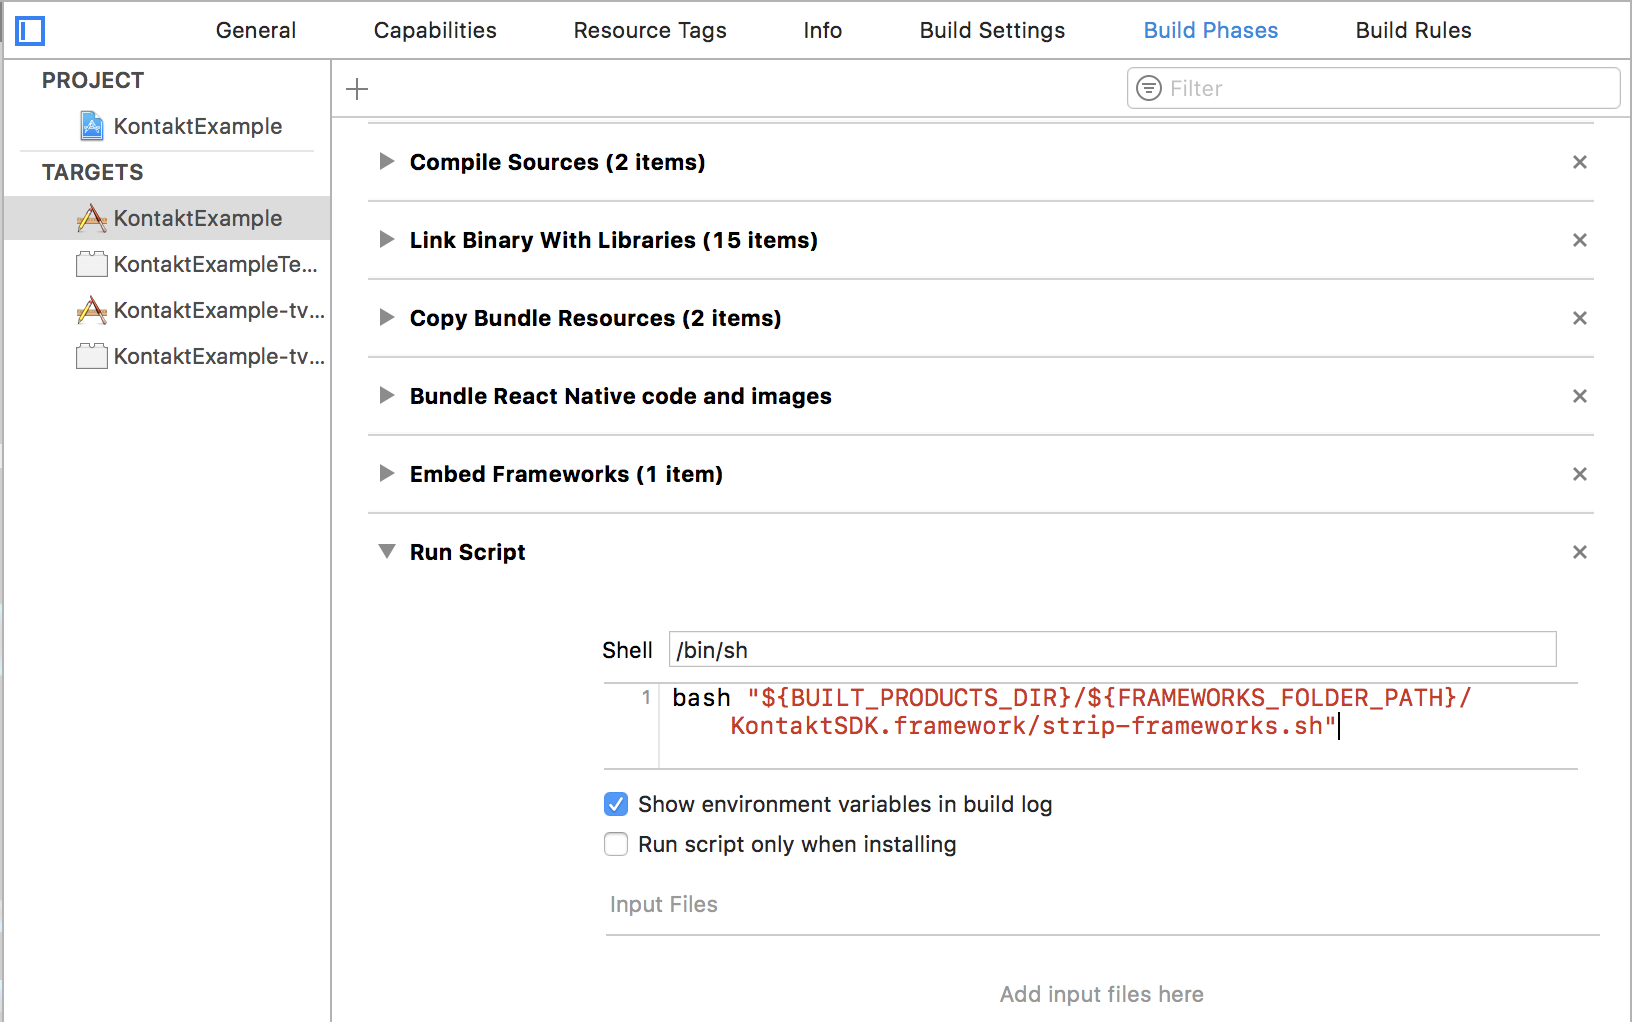 General Capabilities Resource Tags Info Build Settings Build Phases Build Rules
PROJECT
Filter
KontaktExample
TARGETS
KontaktExample
KontaktExampleTe...
KontaktExample-tv...
KontaktExample-tv...
Compile Sources (2 items)
Link Binary With Libraries (15 items)
Copy Bundle Resources (2 items)
Bundle React Native code and images
Embed Frameworks (1 item)
Run Script
Shell /bin/sh
1 bash "${BUILT_PRODUCTS_DIR}/${FRAMEWORKS_FOLDER_PATH}/
KontaktSDK.framework/strip-frameworks.sh"
Show environment variables in build log
Run script only when installing
Input Files
Add input files here